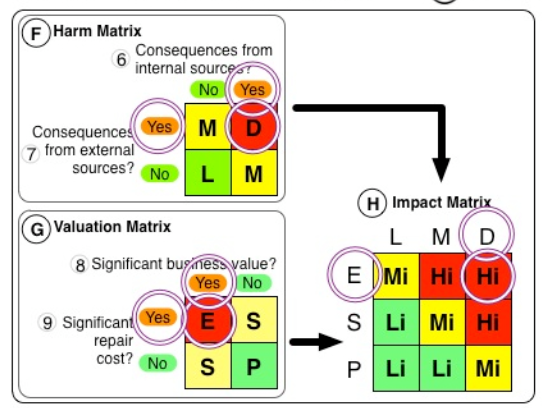 F Harm Matrix
6 Consequences from
internal sources?
No Yes
Consequences
7 from external
sources?
Yes M D
No L M
G Valuation Matrix
8 Significant business value?
Yes No
9 Significant
repair
cost?
Yes E S
No S P
H Impact Matrix
L M D
E Mi Hi Hi
S Li Mi Hi
P Li Li Mi